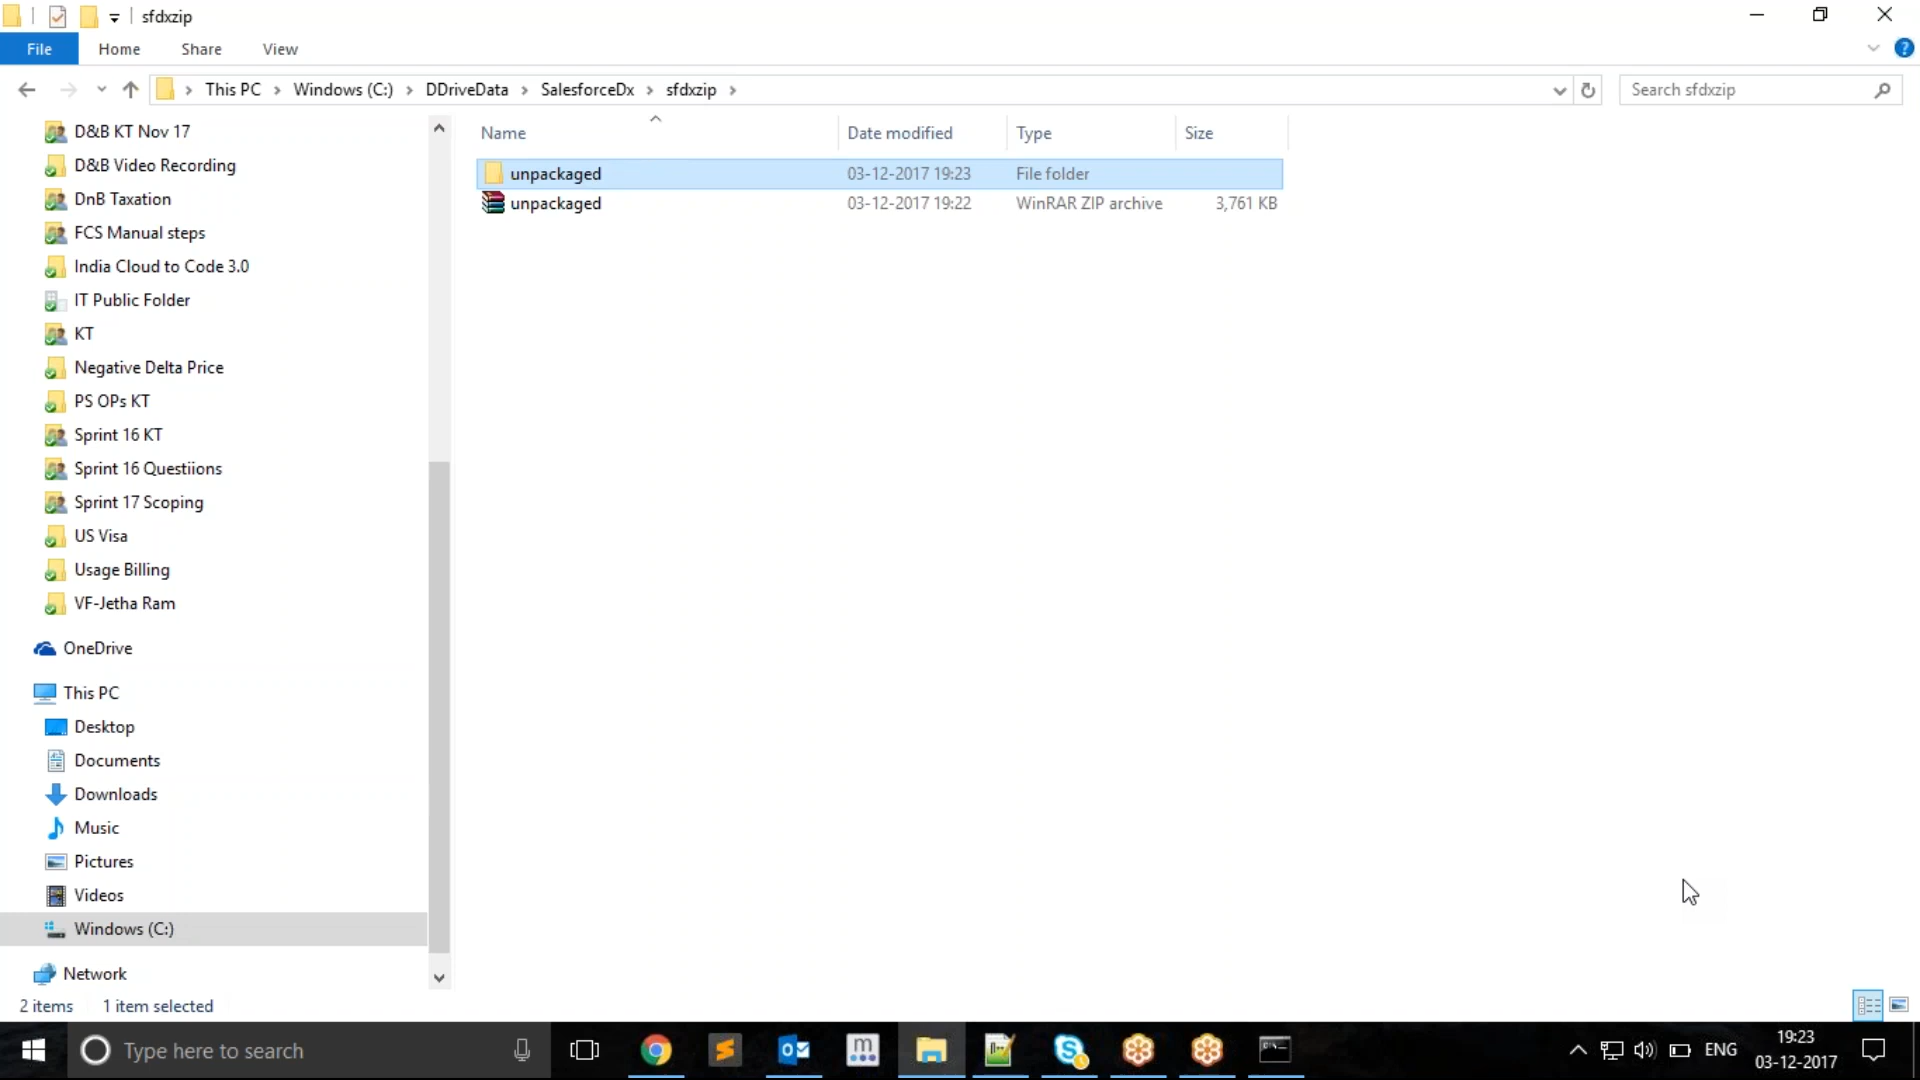 sfdxzip
File Home Share View
This PC Windows (C:) DDriveData SalesforceDx sfdxzip
Search sfdxzip
D&B KT Nov 17
D&B Video Recording
DnB Taxation
FCS Manual steps
India Cloud to Code 3.0
IT Public Folder
KT
Negative Delta Price
PS OPs KT
Sprint 16 KT
Sprint 16 Questiions
Sprint 17 Scoping
US Visa
Usage Billing
VF-Jetha Ram
OneDrive
This PC
Desktop
Documents
Downloads
Music
Pictures
Videos
Windows (C:)
Network
Name Date modified Type Size
unpackaged 03-12-2017 19:23 File folder
unpackaged 03-12-2017 19:22 WinRAR ZIP archive 3,761 KB
2 items 1 item selected
Type here to search
ENG
19:23
03-12-2017